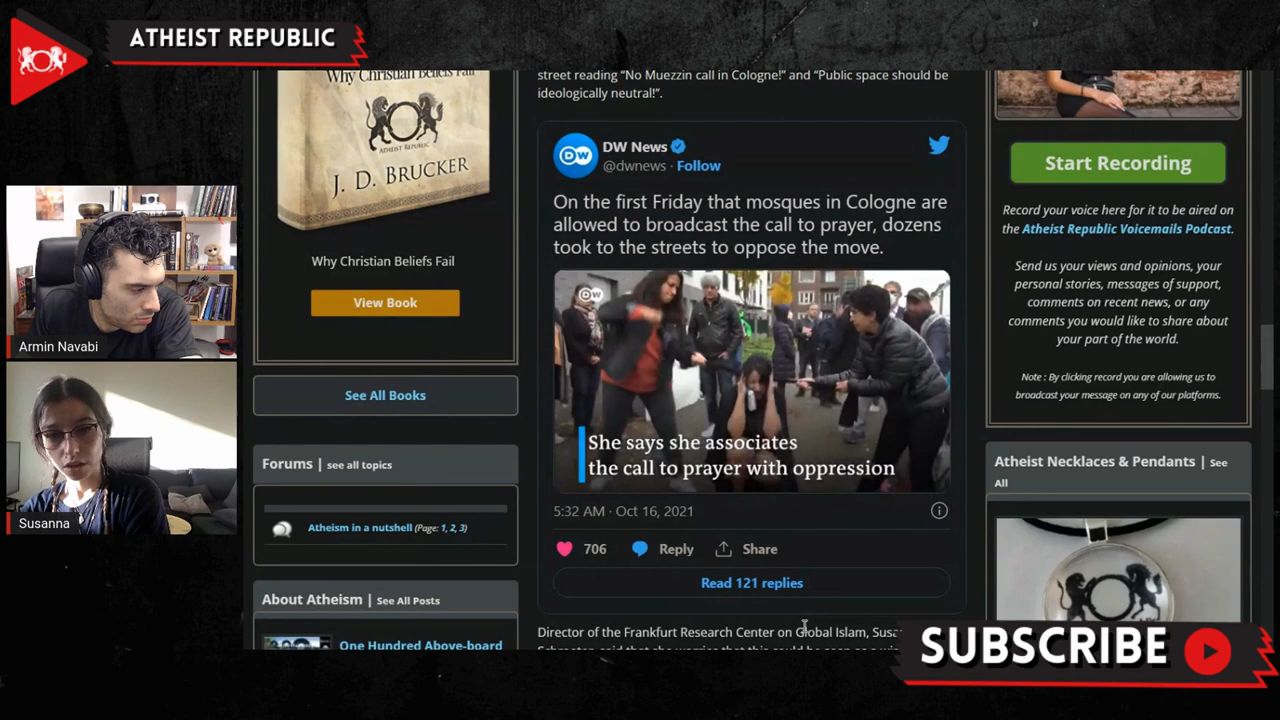 ATHEIST REPUBLIC
Why Christian Beliefs Fail
ATHEIST REPUBLIC
J. D. BRUCKER
Why Christian Beliefs Fail
View Book
See All Books
Forums | see all topics
Atheism in a nutshell (Page: 1, 2, 3)
About Atheism | See All Posts
One Hundred Above-board
Armin Navabi
Susanna
street reading “No Muezzin call in Cologne!” and “Public space should be
ideologically neutral!”.
DW News
@dwnews · Follow
On the first Friday that mosques in Cologne are
allowed to broadcast the call to prayer, dozens
took to the streets to oppose the move.
DW
She says she associates
the call to prayer with oppression
5:32 AM · Oct 16, 2021
706 Reply Share
Read 121 replies
Director of the Frankfurt Research Center on Global Islam,
Start Recording
Record your voice here for it to be aired on
the Atheist Republic Voicemails Podcast.
Send us your views and opinions, your
personal stories, messages of support,
comments on recent news, or any
comments you would like to share about
your part of the world.
Note : By clicking record you are allowing us to
broadcast your message on any of our platforms.
Atheist Necklaces & Pendants | See
All
SUBSCRIBE